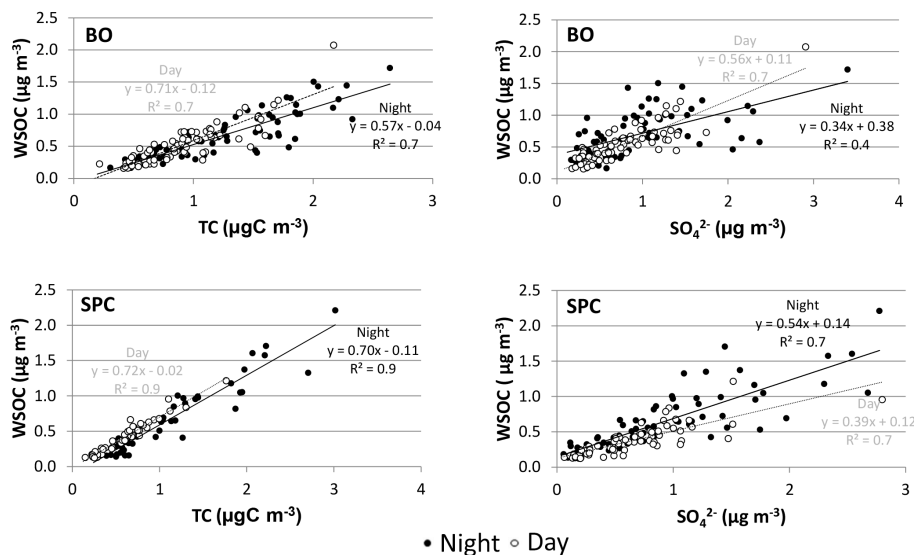 BO
WSOC (µg m⁻³)
2.5
2.0
1.5
1.0
0.5
0.0
Day
y = 0.71x - 0.12
R² = 0.7
Night
y = 0.57x - 0.04
R² = 0.7
0 1 2 3
TC (µgC m⁻³)
BO
WSOC (µg m⁻³)
2.5
2.0
1.5
1.0
0.5
0.0
Day
y = 0.56x + 0.11
R² = 0.7
Night
y = 0.34x + 0.38
R² = 0.4
0 1 2 3 4
SO₄²⁻ (µg m⁻³)
SPC
WSOC (µg m⁻³)
2.5
2.0
1.5
1.0
0.5
0.0
Day
y = 0.72x - 0.02
R² = 0.9
Night
y = 0.70x - 0.11
R² = 0.9
0 1 2 3 4
TC (µgC m⁻³)
SPC
WSOC ( µg m⁻³)
2.5
2.0
1.5
1.0
0.5
0.0
Night
y = 0.54x + 0.14
R² = 0.7
Day
y = 0.39x + 0.12
R² = 0.7
0 1 2 3
SO₄²⁻ (µg m⁻³)
Night Day